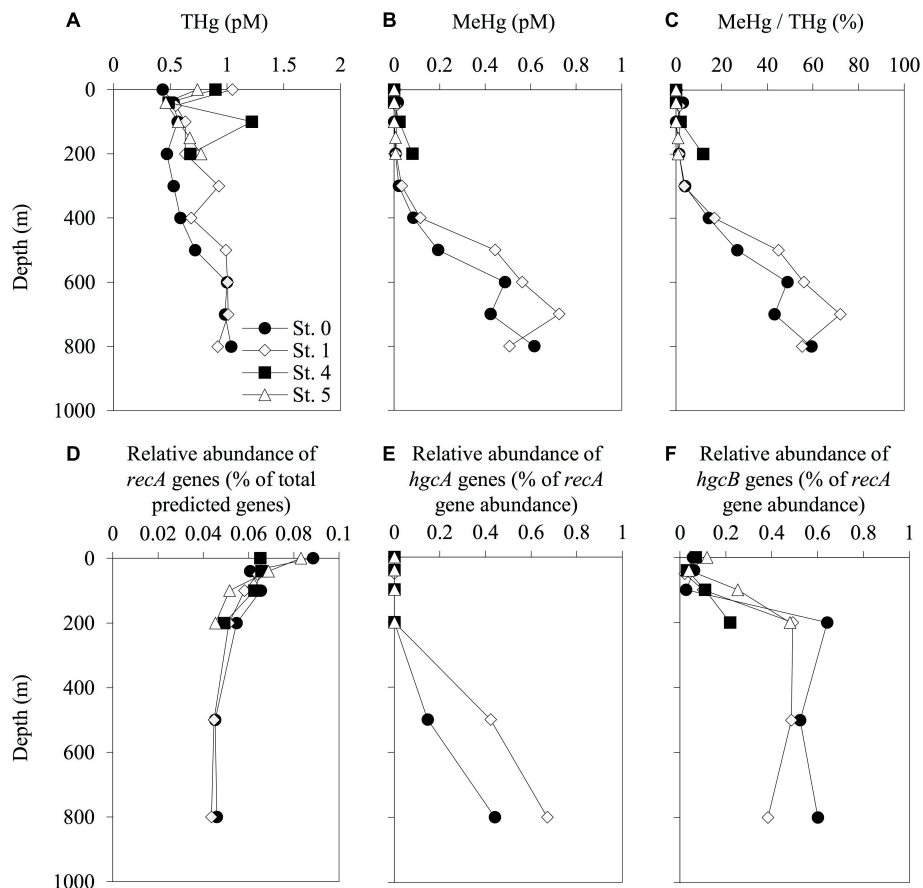 A THg (pM)
B MeHg (pM)
C MeHg / THg (%)
0 0.5 1 1.5 2
0 0.2 0.4 0.6 0.8 1
0 20 40 60 80 100
Depth (m)
0
200
400
600
800
1000
St. 0
St. 1
St. 4
St. 5
D Relative abundance of
recA genes (% of total
predicted genes)
E Relative abundance of
hgcA genes (% of recA
gene abundance)
F Relative abundance of
hgcB genes (% of recA
gene abundance)
0 0.02 0.04 0.06 0.08 0.1
0 0.2 0.4 0.6 0.8 1
0 0.2 0.4 0.6 0.8 1
Depth (m)
0
200
400
600
800
1000